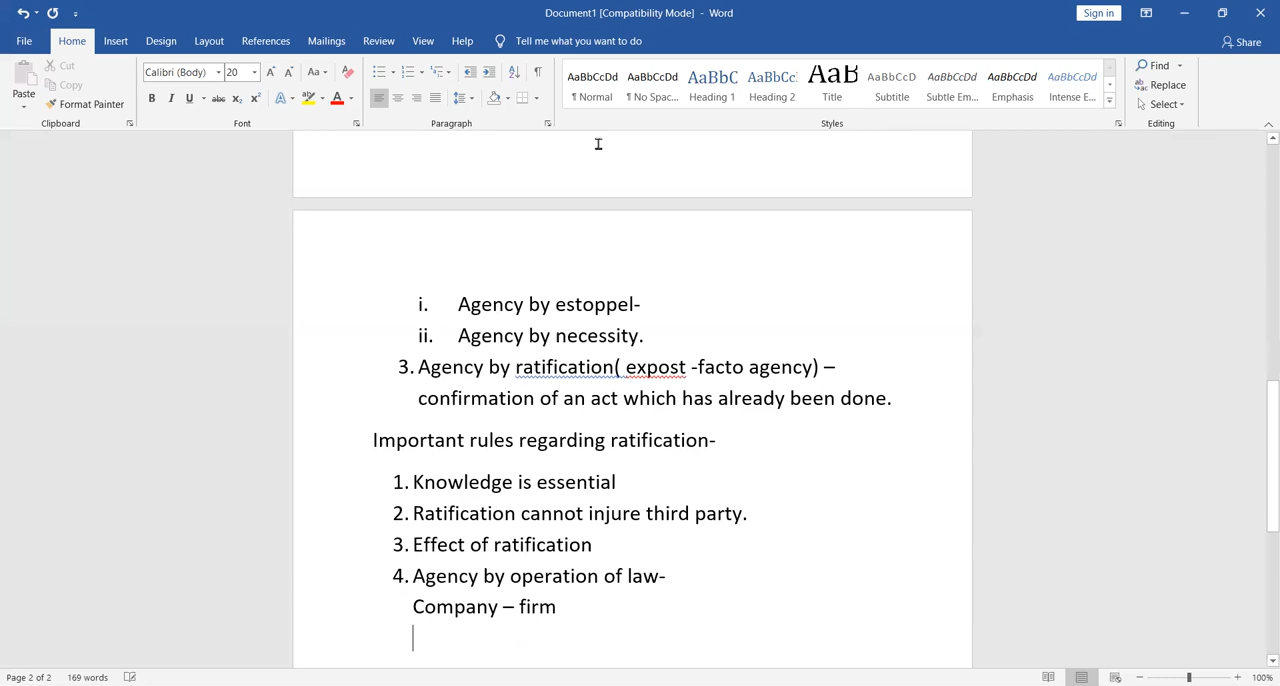 Document1 [Compatibility Mode] - Word
Sign in
File Home Insert Design Layout References Mailings Review View Help Tell me what you want to do Share
Paste
Cut
Copy
Format Painter
Clipboard
Calibri (Body) 20
Font
Paragraph
AaBbCcDd AaBbCcDd AaBbC AaBbCc AaB AaBbCcD AaBbCcDd AaBbCcDd AaBbCcDd
¶ Normal ¶ No Spac... Heading 1 Heading 2 Title Subtitle Subtle Em... Emphasis Intense E...
Styles
Find
Replace
Select
Editing
i. Agency by estoppel-
ii. Agency by necessity.
3. Agency by ratification( expost -facto agency) –
confirmation of an act which has already been done.
Important rules regarding ratification-
1. Knowledge is essential
2. Ratification cannot injure third party.
3. Effect of ratification
4. Agency by operation of law-
Company – firm
Page 2 of 2 169 words 100%